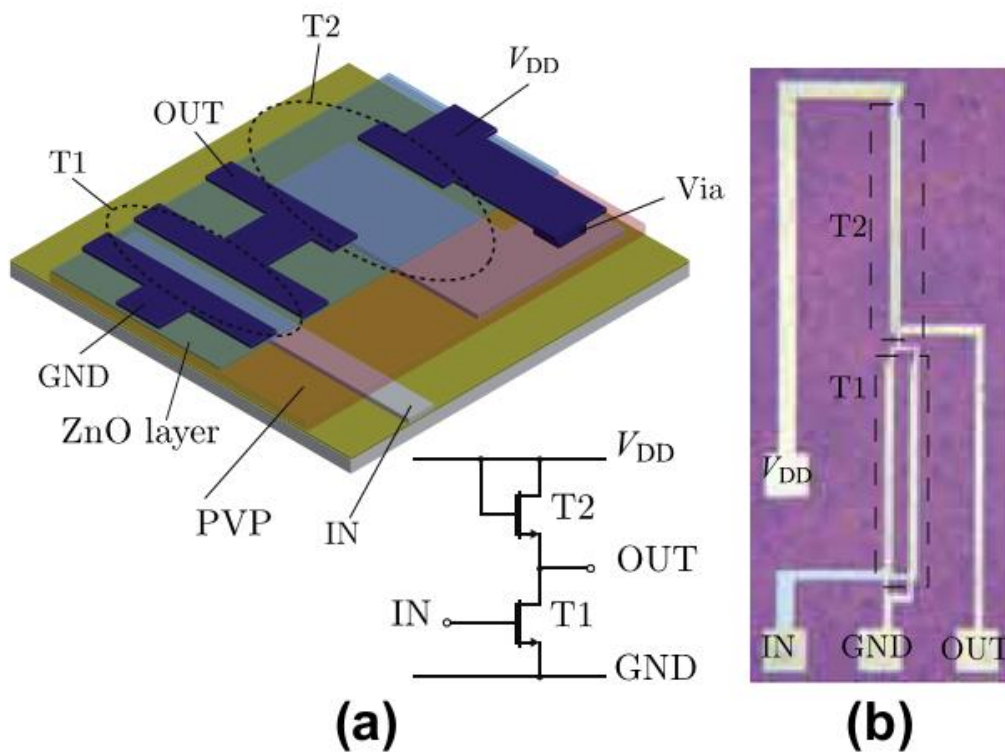 T2
V_DD
OUT
T1
Via
GND
ZnO layer
PVP
IN
V_DD
T2
OUT
IN
T1
GND
(a)
T2
T1
V_DD
IN GND OUT
(b)